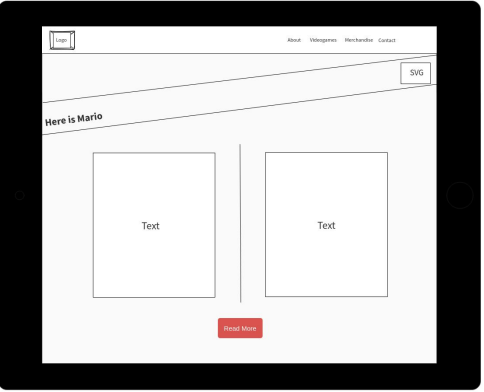 Logo
About Videogames Merchandise Contact
SVG
Here is Mario
Text
Text
Read More